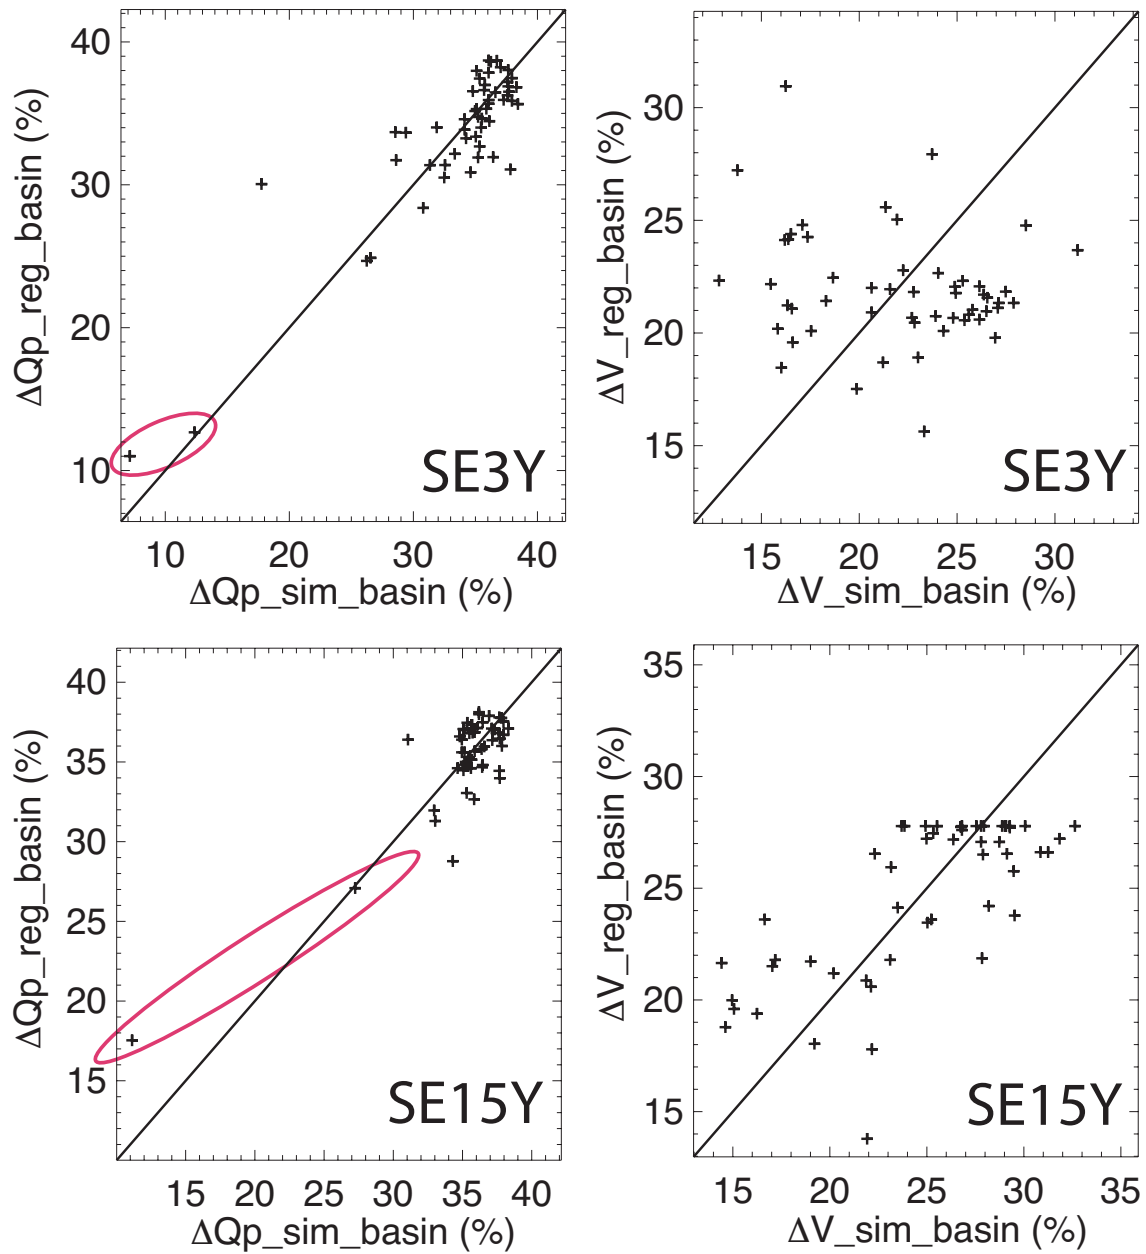 ΔQp_reg_basin (%)
40
30
20
10
SE3Y
10 20 30 40
ΔQp_sim_basin (%)
ΔV_reg_basin (%)
30
25
20
15
SE3Y
15 20 25 30
ΔV_sim_basin (%)
ΔQp_reg_basin (%)
40
35
30
25
20
15
SE15Y
15 20 25 30 35 40
ΔQp_sim_basin (%)
ΔV_reg_basin (%)
35
30
25
20
15
SE15Y
15 20 25 30 35
ΔV_sim_basin (%)